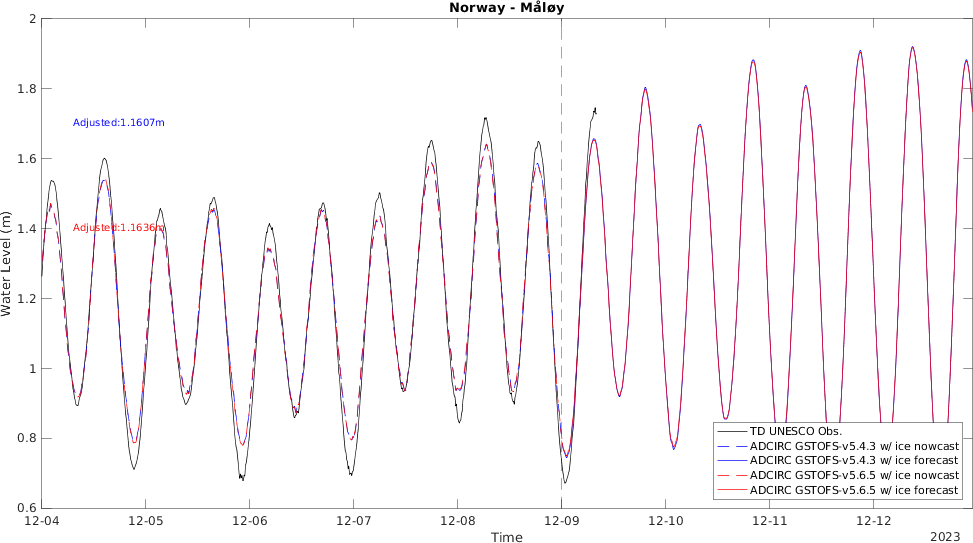 Norway - Måløy
2
1.8
1.6
1.4
1.2
1
0.8
0.6
Water Level (m)
Adjusted:1.1607m
Adjusted:1.1636m
TD UNESCO Obs.
ADCIRC GSTOFS-v5.4.3 w/ ice nowcast
ADCIRC GSTOFS-v5.4.3 w/ ice forecast
ADCIRC GSTOFS-v5.6.5 w/ ice nowcast
ADCIRC GSTOFS-v5.6.5 w/ ice forecast
12-04 12-05 12-06 12-07 12-08 12-09 12-10 12-11 12-12
Time
2023